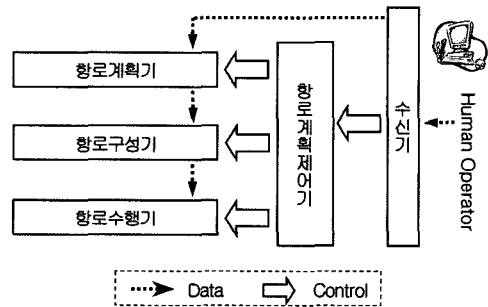 항로계획기
항로구성기
항로수행기
항로계획제어기
수신기
Human Operator
Data
Control